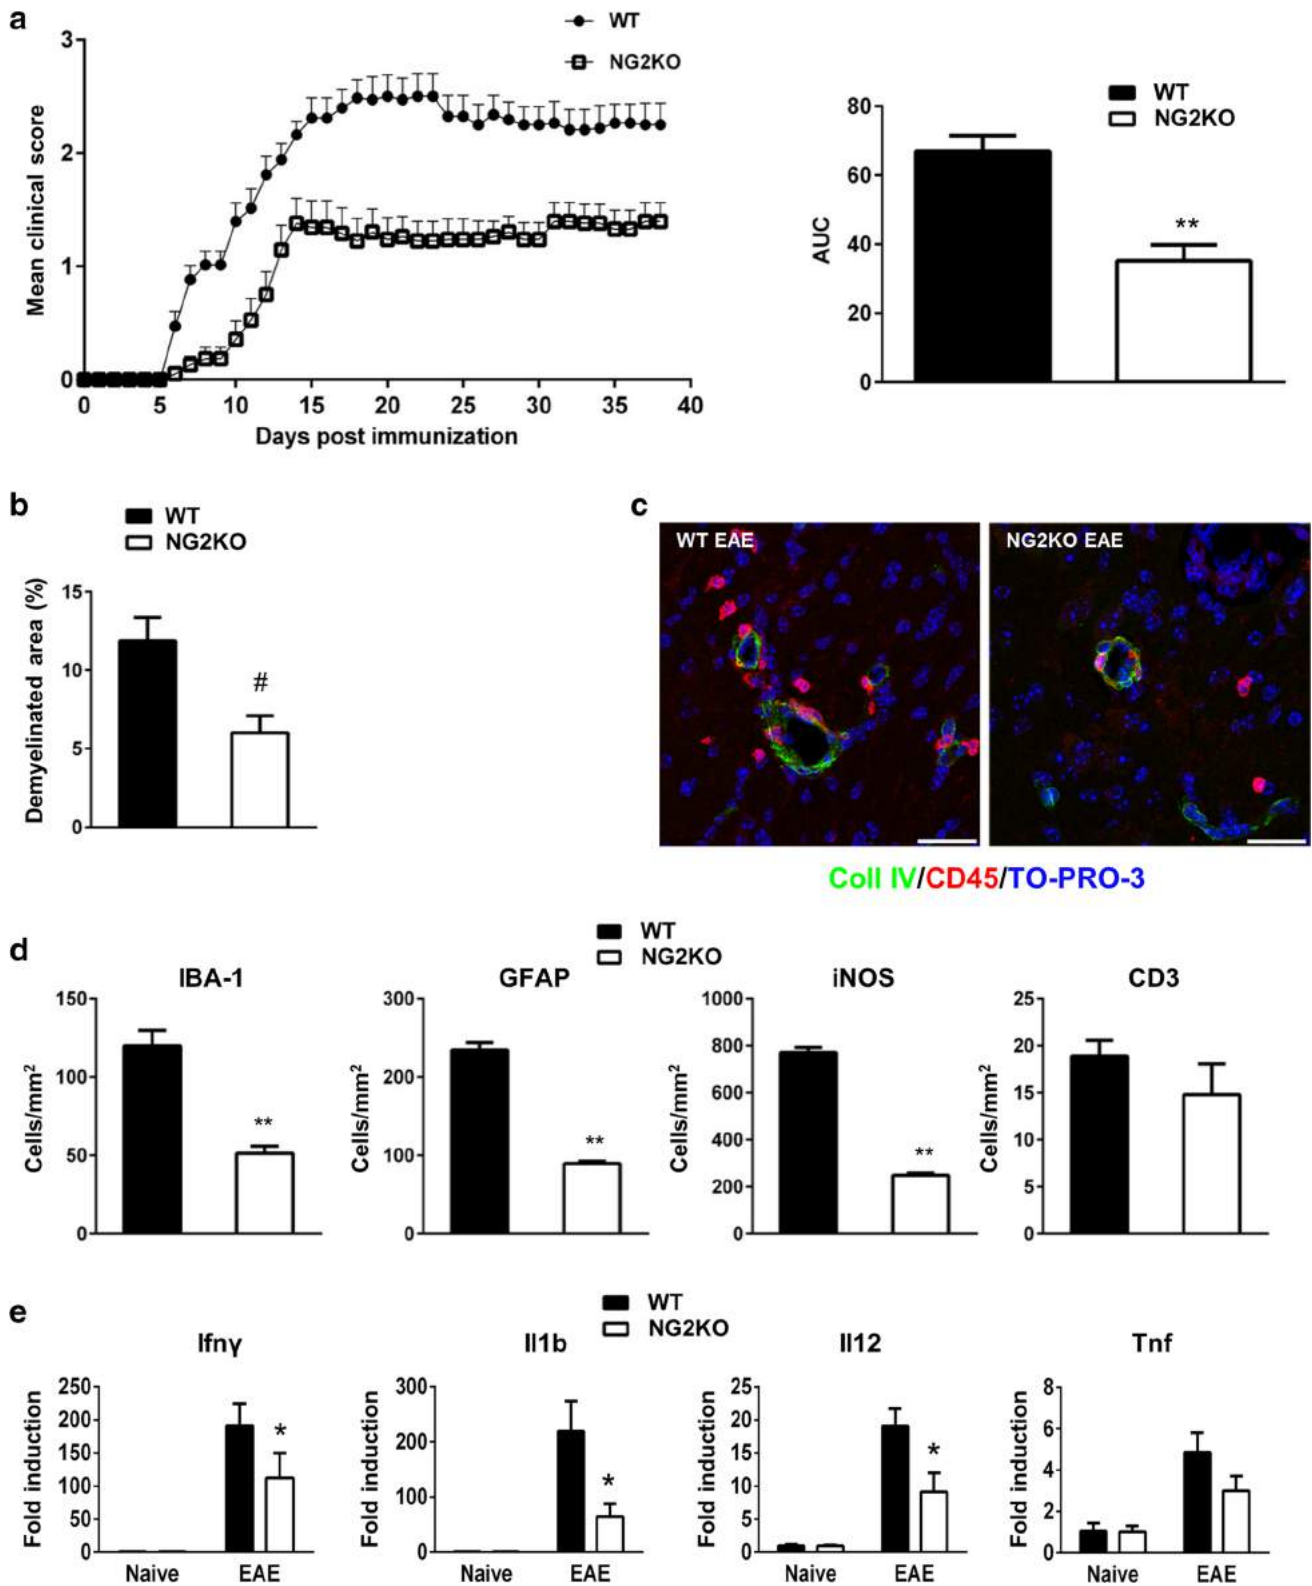 a
WT
NG2KO
Mean clinical score
3
2
1
0
0 5 10 15 20 25 30 35 40
Days post immunization
WT
NG2KO
AUC
80
60
40
20
0
**
b
WT
NG2KO
Demyelinated area (%)
15
10
5
0
#
c
WT EAE
NG2KO EAE
Coll IV/CD45/TO-PRO-3
d
WT
NG2KO
IBA-1
Cells/mm²
150
100
50
0
**
GFAP
Cells/mm²
300
200
100
0
**
iNOS
Cells/mm²
1000
800
600
400
200
0
**
CD3
Cells/mm²
25
20
15
10
5
0
e
WT
NG2KO
Ifnγ
Fold induction
250
200
150
100
50
0
*
Naive EAE
Il1b
Fold induction
300
200
100
0
*
Naive EAE
Il12
Fold induction
25
20
15
10
5
0
*
Naive EAE
Tnf
Fold induction
8
6
4
2
0
Naive EAE